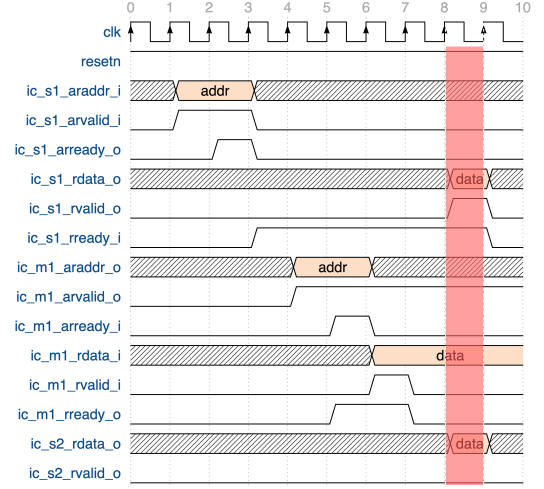 0 1 2 3 4 5 6 7 8 9 10
clk
resetn
ic_s1_araddr_i addr
ic_s1_arvalid_i
ic_s1_arready_o
ic_s1_rdata_o data
ic_s1_rvalid_o
ic_s1_rready_i
ic_m1_araddr_o addr
ic_m1_arvalid_o
ic_m1_arready_i
ic_m1_rdata_i data
ic_m1_rvalid_i
ic_m1_rready_o
ic_s2_rdata_o data
ic_s2_rvalid_o